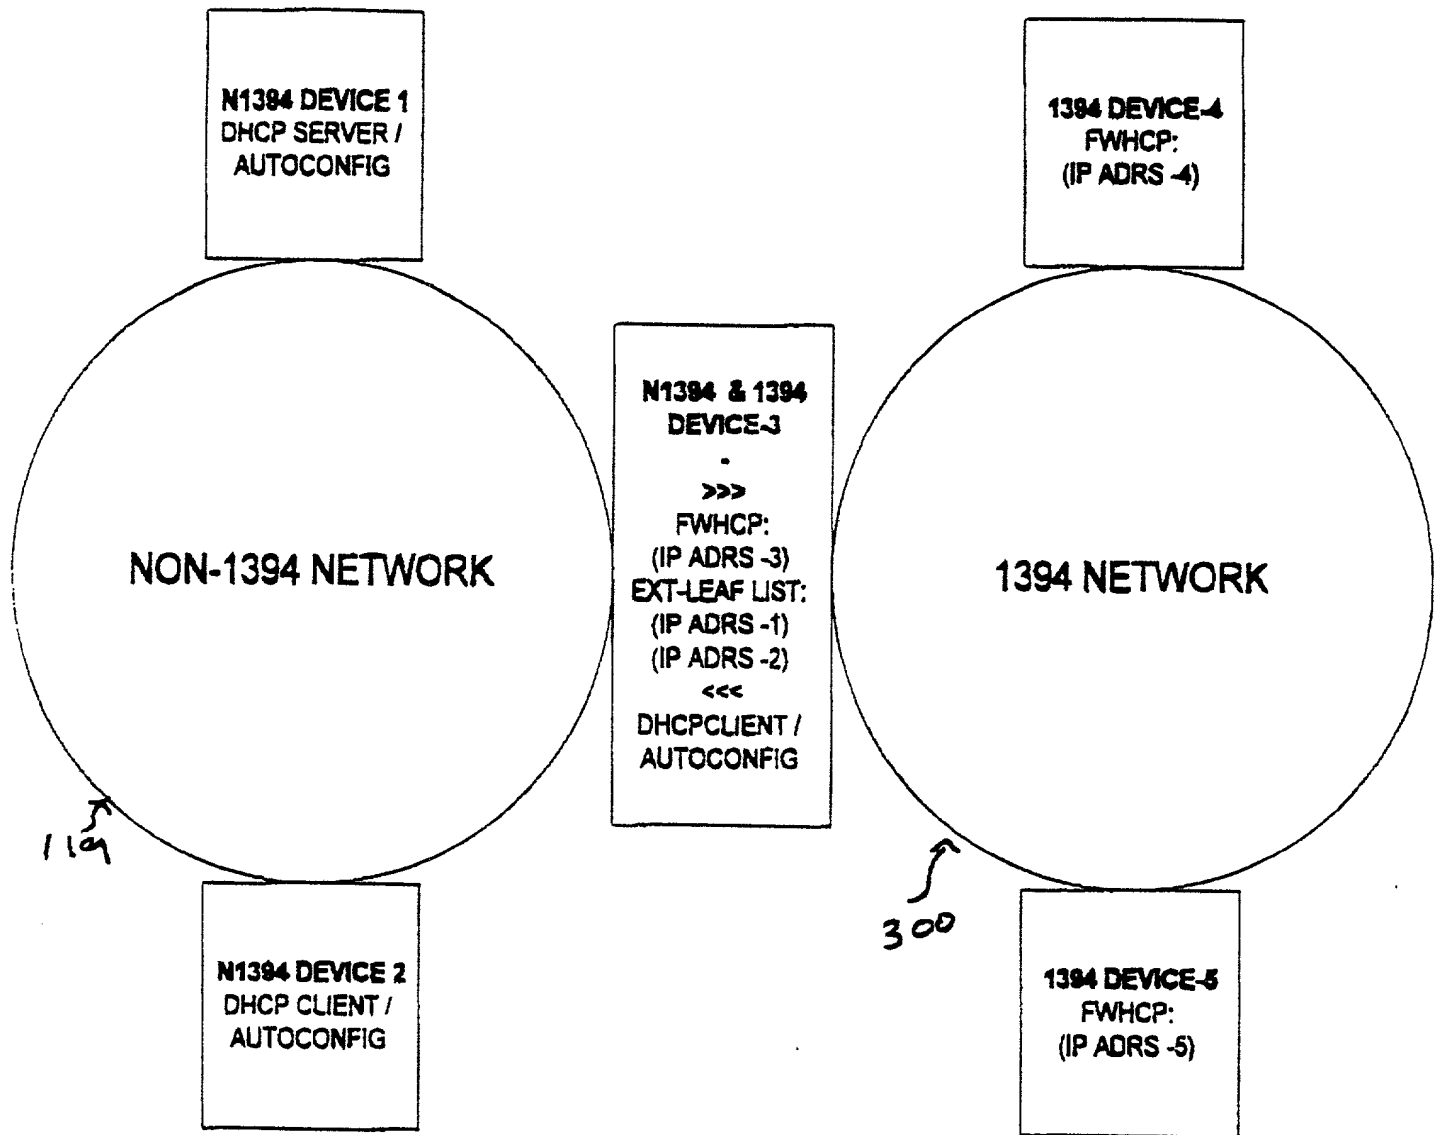 N1394 DEVICE 1
DHCP SERVER /
AUTOCONFIG
1394 DEVICE-4
FWHCP:
(IP ADRS -4)
NON-1394 NETWORK
N1394 & 1394
DEVICE-3
-
>>>
FWHCP:
(IP ADRS -3)
EXT-LEAF LIST:
(IP ADRS -1)
(IP ADRS -2)
<<<
DHCPCLIENT /
AUTOCONFIG
1394 NETWORK
119
300
N1394 DEVICE 2
DHCP CLIENT /
AUTOCONFIG
1394 DEVICE-5
FWHCP:
(IP ADRS -5)